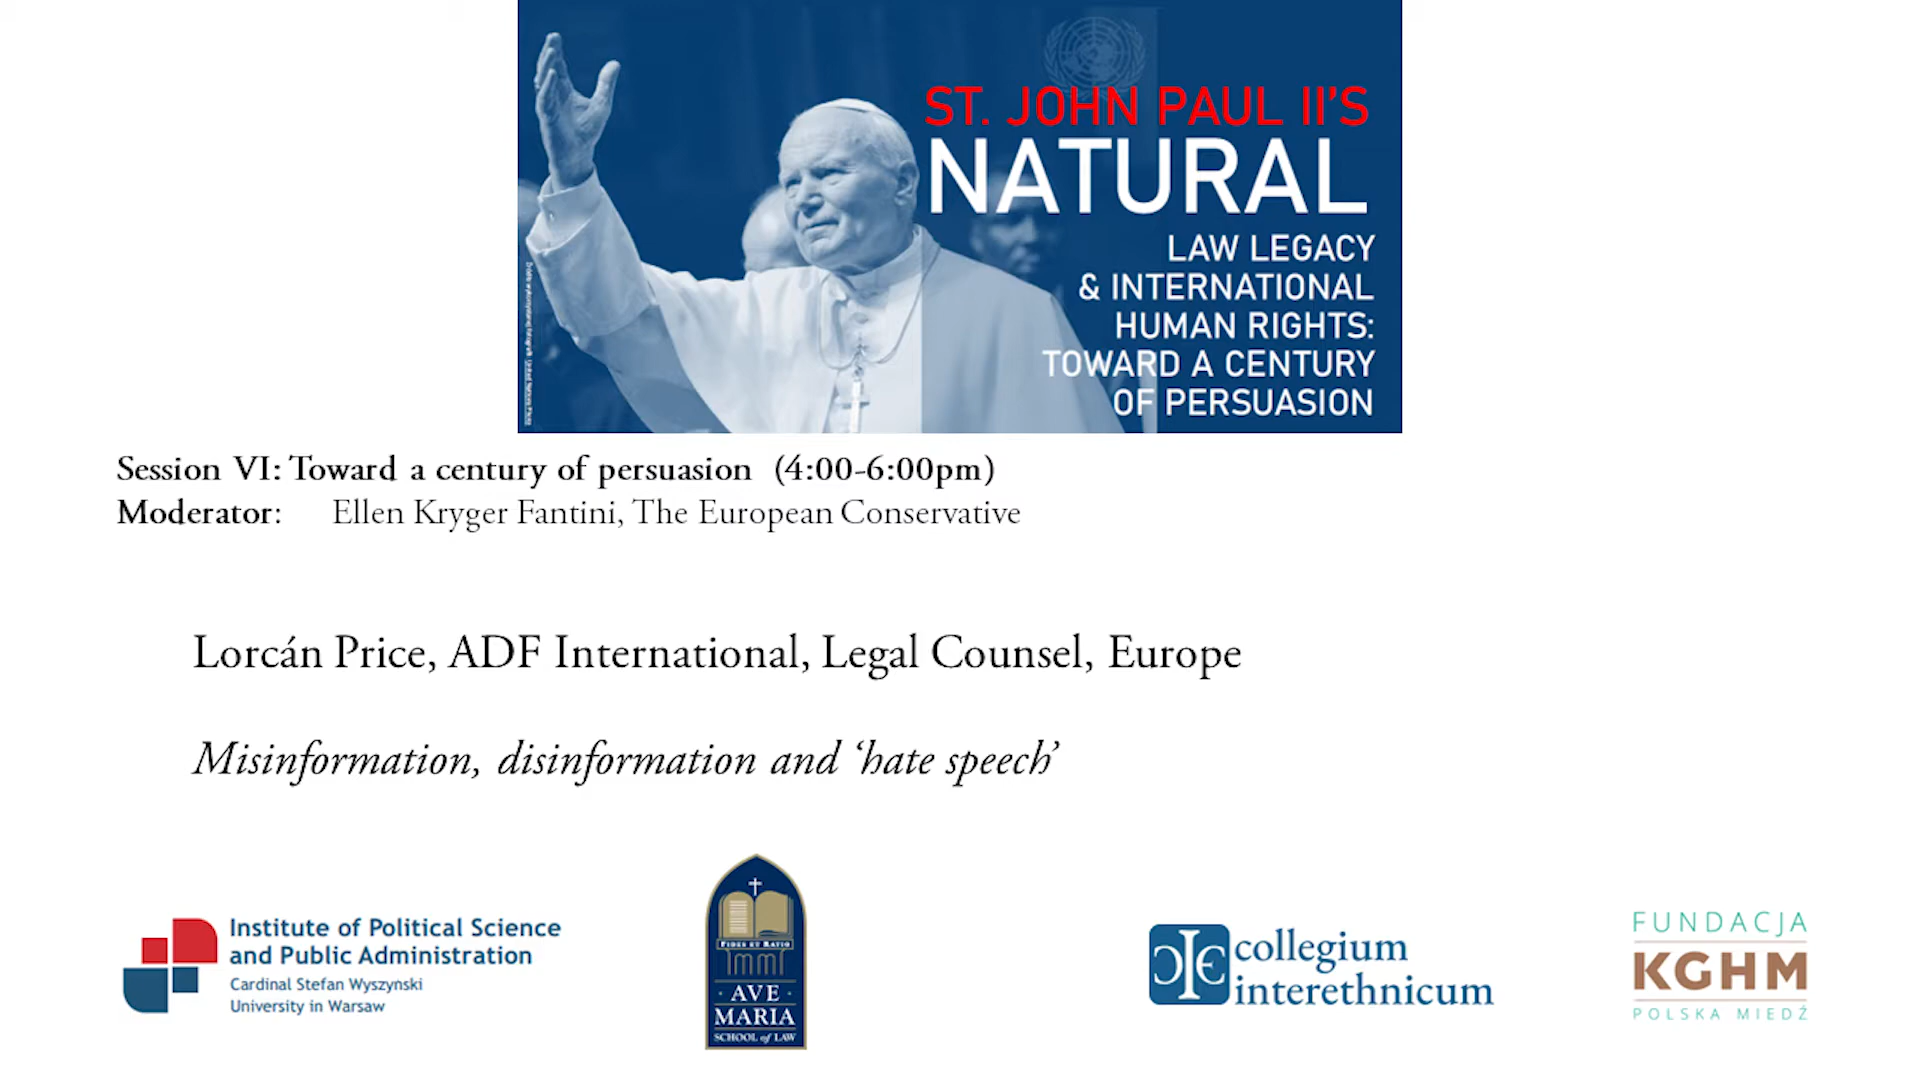 ST. JOHN PAUL II'S
NATURAL
LAW LEGACY
& INTERNATIONAL
HUMAN RIGHTS:
TOWARD A CENTURY
OF PERSUASION
Session VI: Toward a century of persuasion (4:00-6:00pm)
Moderator: Ellen Kryger Fantini, The European Conservative
Lorcán Price, ADF International, Legal Counsel, Europe
Misinformation, disinformation and ‘hate speech’
Institute of Political Science
and Public Administration
Cardinal Stefan Wyszynski
University in Warsaw
FIDES ET RATIO
AVE
MARIA
SCHOOL of LAW
collegium
interethnicum
FUNDACJA
KGHM
POLSKA MIEDŹ